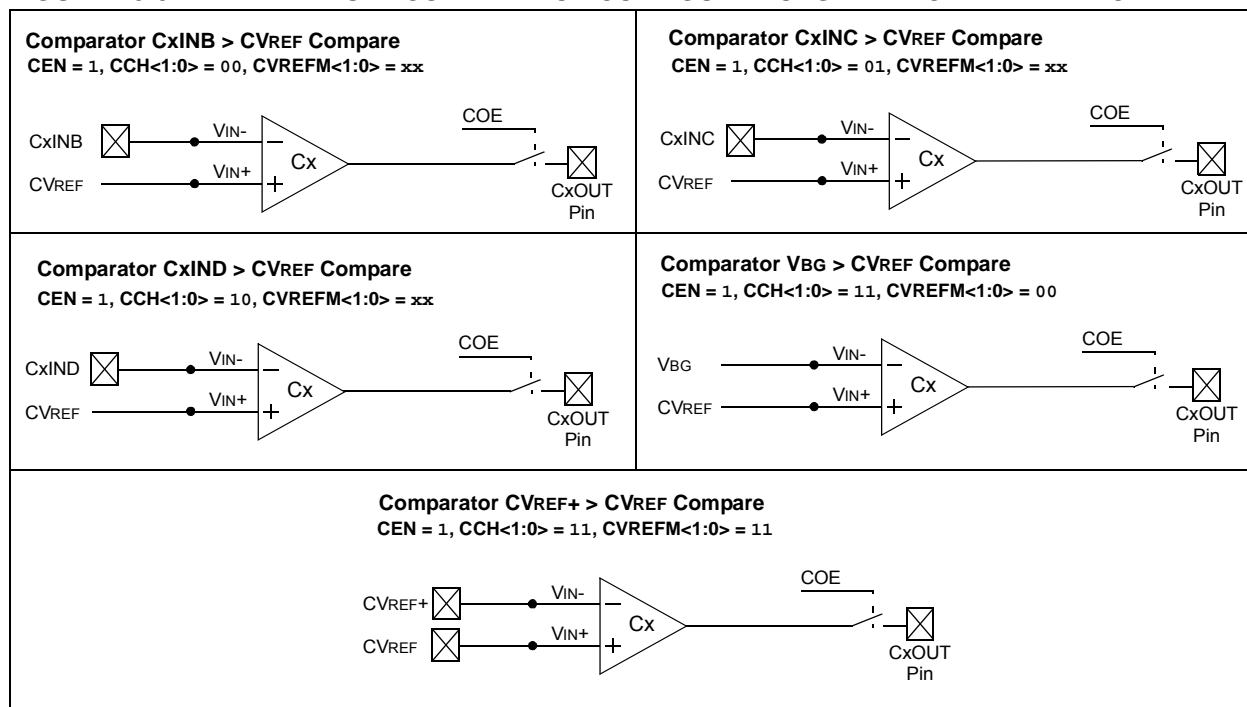 Comparator CxINB > CVREF Compare
CEN = 1, CCH<1:0> = 00, CVREFM<1:0> = xx
COE
CxINB
VIN-
Cx
CVREF
VIN+
CxOUT
Pin
Comparator CxINC > CVREF Compare
CEN = 1, CCH<1:0> = 01, CVREFM<1:0> = xx
COE
CxINC
VIN-
Cx
CVREF
VIN+
CxOUT
Pin
Comparator CxIND > CVREF Compare
CEN = 1, CCH<1:0> = 10, CVREFM<1:0> = xx
COE
CxIND
VIN-
Cx
CVREF
VIN+
CxOUT
Pin
Comparator VBG > CVREF Compare
CEN = 1, CCH<1:0> = 11, CVREFM<1:0> = 00
COE
VBG
VIN-
Cx
CVREF
VIN+
CxOUT
Pin
Comparator CVREF+ > CVREF Compare
CEN = 1, CCH<1:0> = 11, CVREFM<1:0> = 11
COE
CVREF+
VIN-
Cx
CVREF
VIN+
CxOUT
Pin